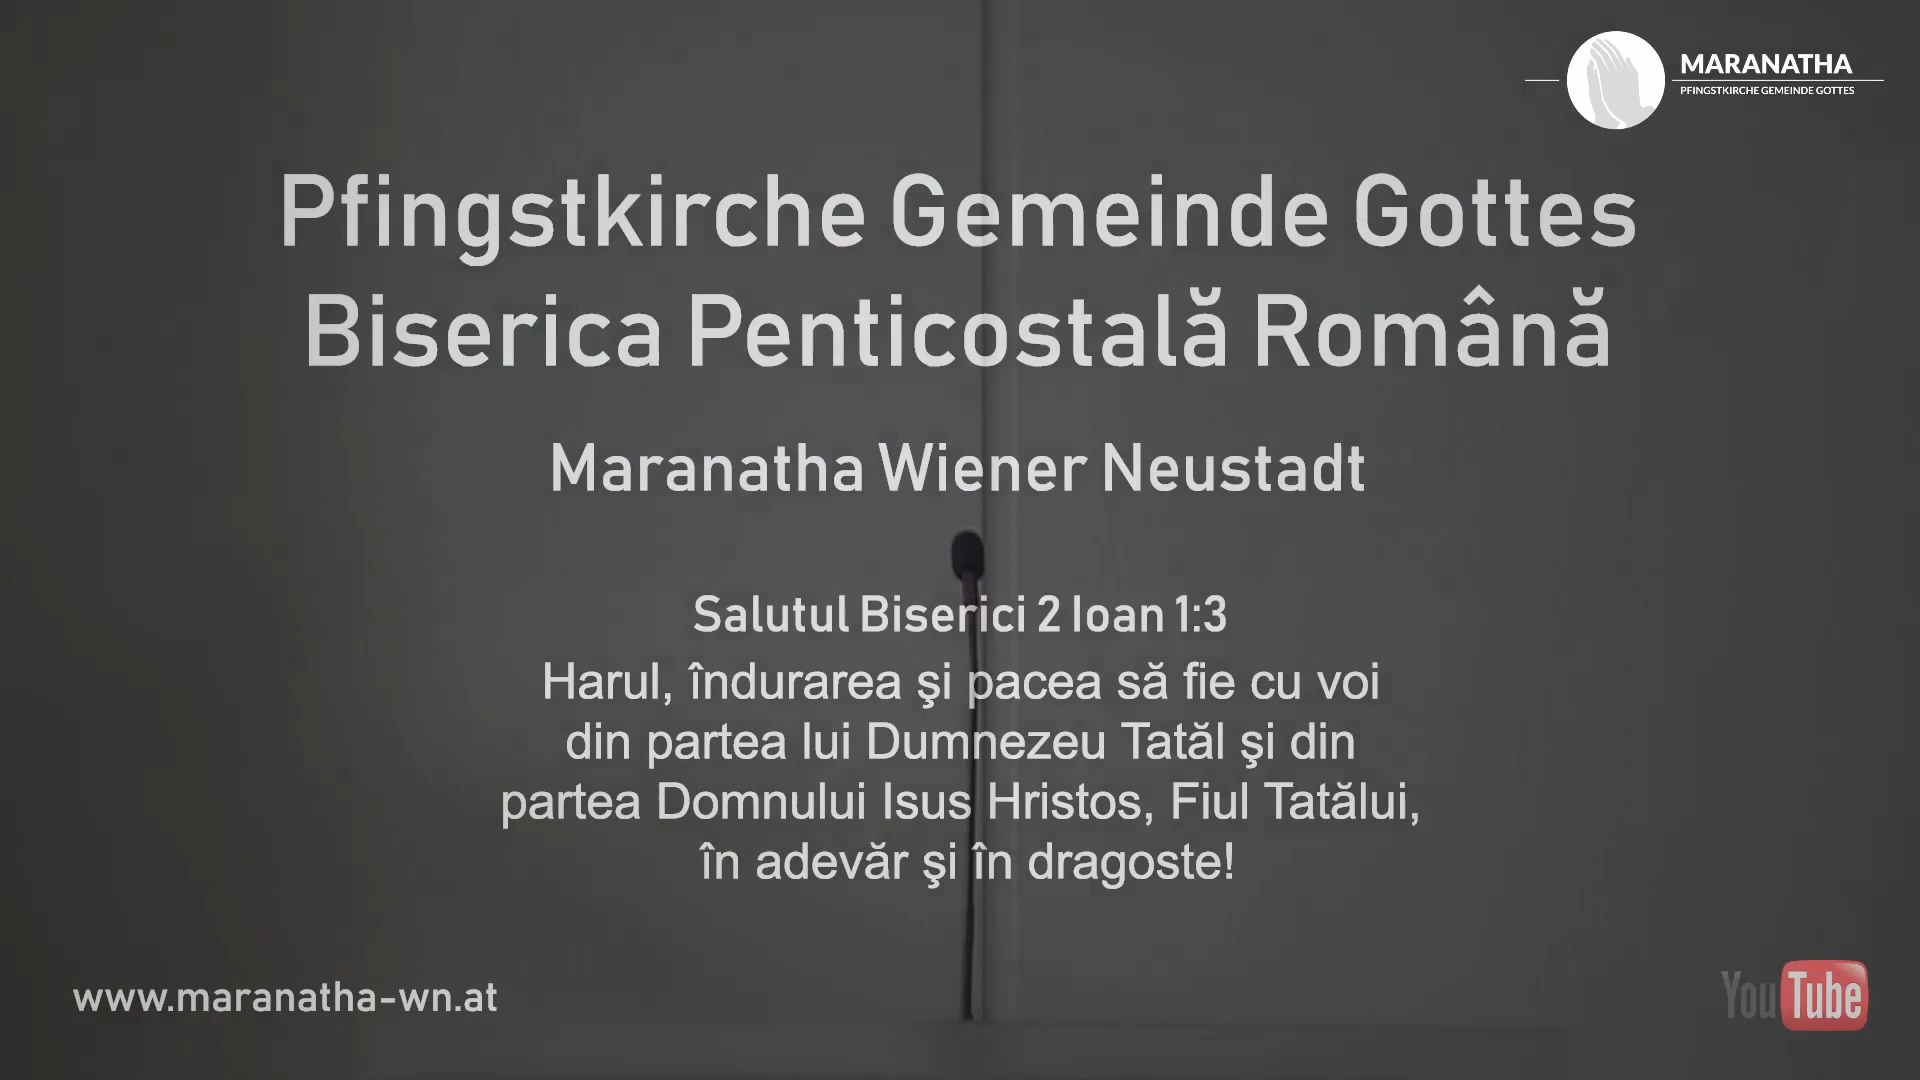 MARANATHA
PFINGSTKIRCHE GEMEINDE GOTTES
Pfingstkirche Gemeinde Gottes
Biserica Penticostală Română
Maranatha Wiener Neustadt
Salutul Biserici 2 Ioan 1:3
Harul, îndurarea şi pacea să fie cu voi
din partea lui Dumnezeu Tatăl şi din
partea Domnului Isus Hristos, Fiul Tatălui,
în adevăr şi în dragoste!
www.maranatha-wn.at
YouTube